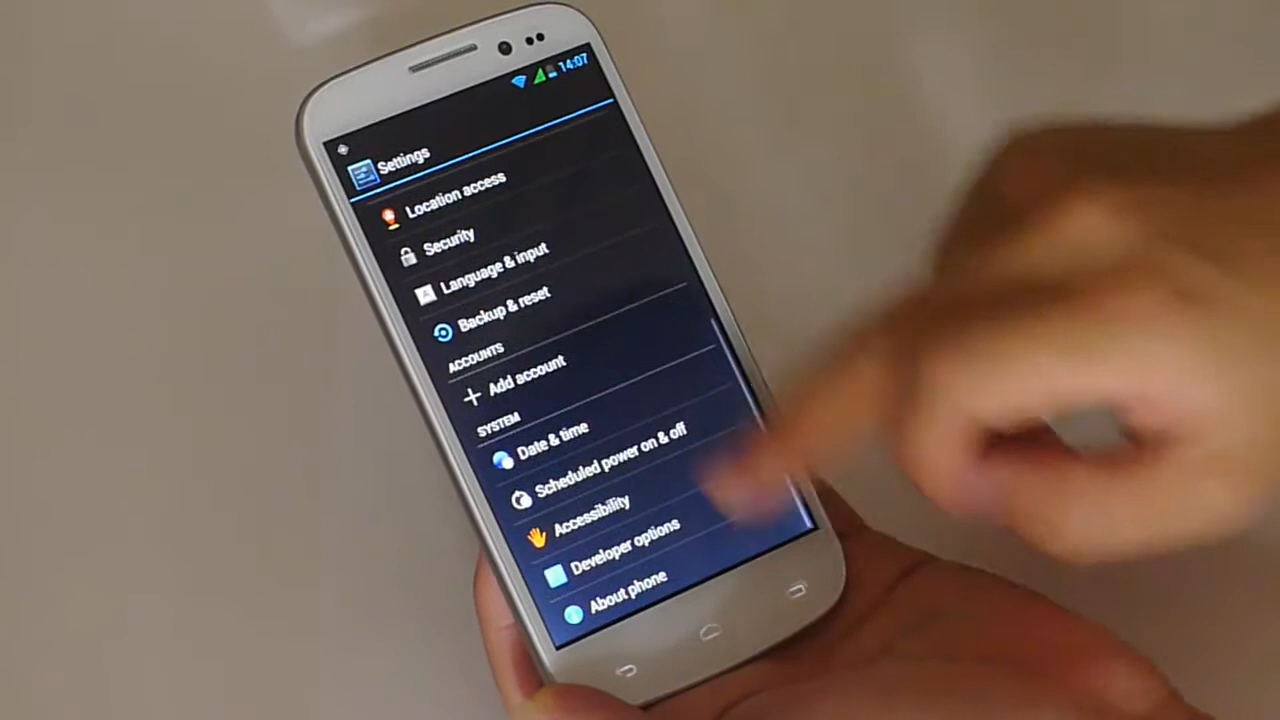 14:07
Settings
Location access
Security
Language & input
Backup & reset
ACCOUNTS
Add account
SYSTEM
Date & time
Scheduled power on & off
Accessibility
Developer options
About phone